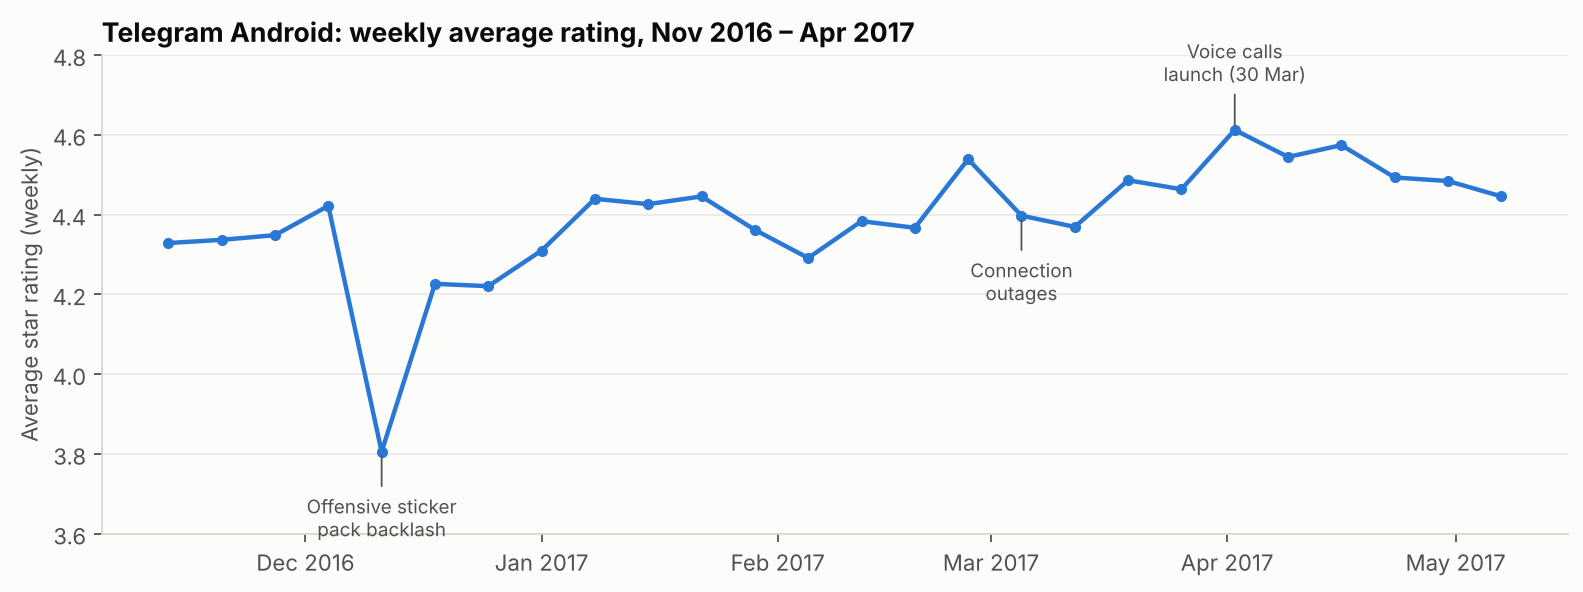 Telegram Android: weekly average rating, Nov 2016 – Apr 2017
Average star rating (weekly)
4.8
4.6
4.4
4.2
4.0
3.8
3.6
Voice calls
launch (30 Mar)
Connection
outages
Offensive sticker
pack backlash
Dec 2016
Jan 2017
Feb 2017
Mar 2017
Apr 2017
May 2017